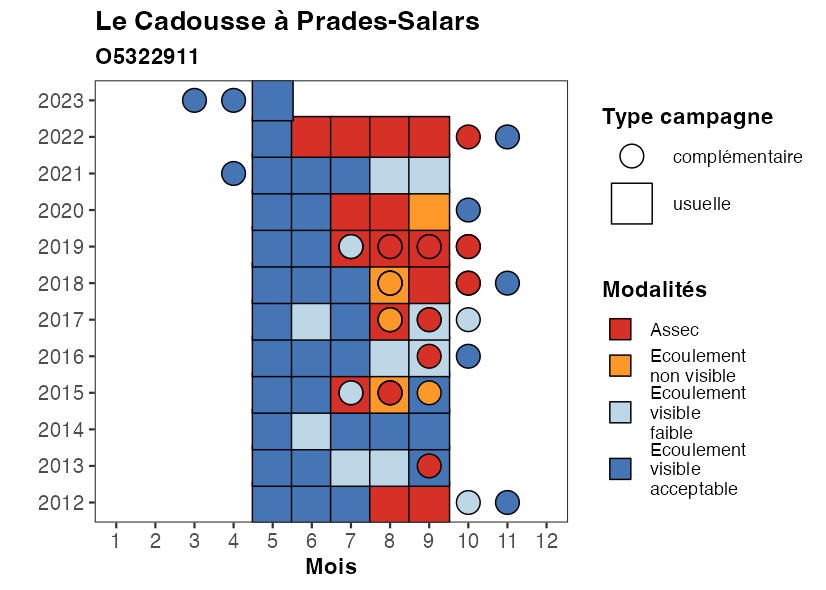 Le Cadousse à Prades-Salars
O5322911
2023
2022
2021
2020
2019
2018
2017
2016
2015
2014
2013
2012
1 2 3 4 5 6 7 8 9 10 11 12
Mois
Type campagne
complémentaire
usuelle
Modalités
Assec
Ecoulement
non visible
Ecoulement
visible
faible
Ecoulement
visible
acceptable